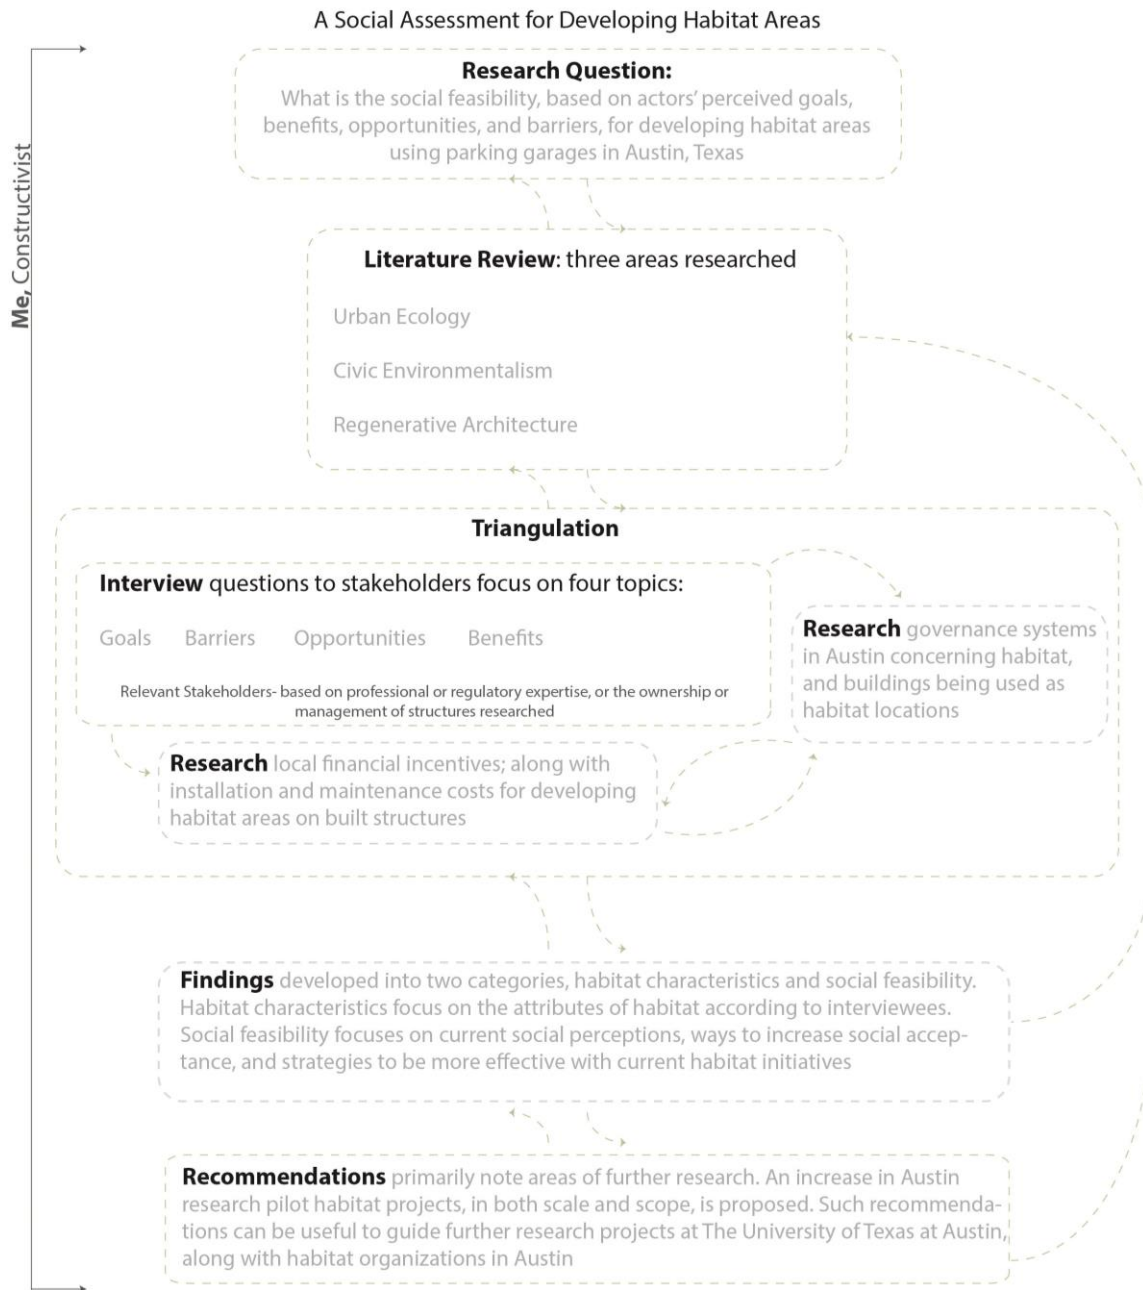 A Social Assessment for Developing Habitat Areas
Me, Constructivist
Research Question:
What is the social feasibility, based on actors' perceived goals,
benefits, opportunities, and barriers, for developing habitat areas
using parking garages in Austin, Texas
Literature Review: three areas researched
Urban Ecology
Civic Environmentalism
Regenerative Architecture
Triangulation
Interview questions to stakeholders focus on four topics:
Goals Barriers Opportunities Benefits
Relevant Stakeholders- based on professional or regulatory expertise, or the ownership or
management of structures researched
Research governance systems
in Austin concerning habitat,
and buildings being used as
habitat locations
Research local financial incentives; along with
installation and maintenance costs for developing
habitat areas on built structures
Findings developed into two categories, habitat characteristics and social feasibility.
Habitat characteristics focus on the attributes of habitat according to interviewees.
Social feasibility focuses on current social perceptions, ways to increase social accep-
tance, and strategies to be more effective with current habitat initiatives
Recommendations primarily note areas of further research. An increase in Austin
research pilot habitat projects, in both scale and scope, is proposed. Such recommenda-
tions can be useful to guide further research projects at The University of Texas at Austin,
along with habitat organizations in Austin